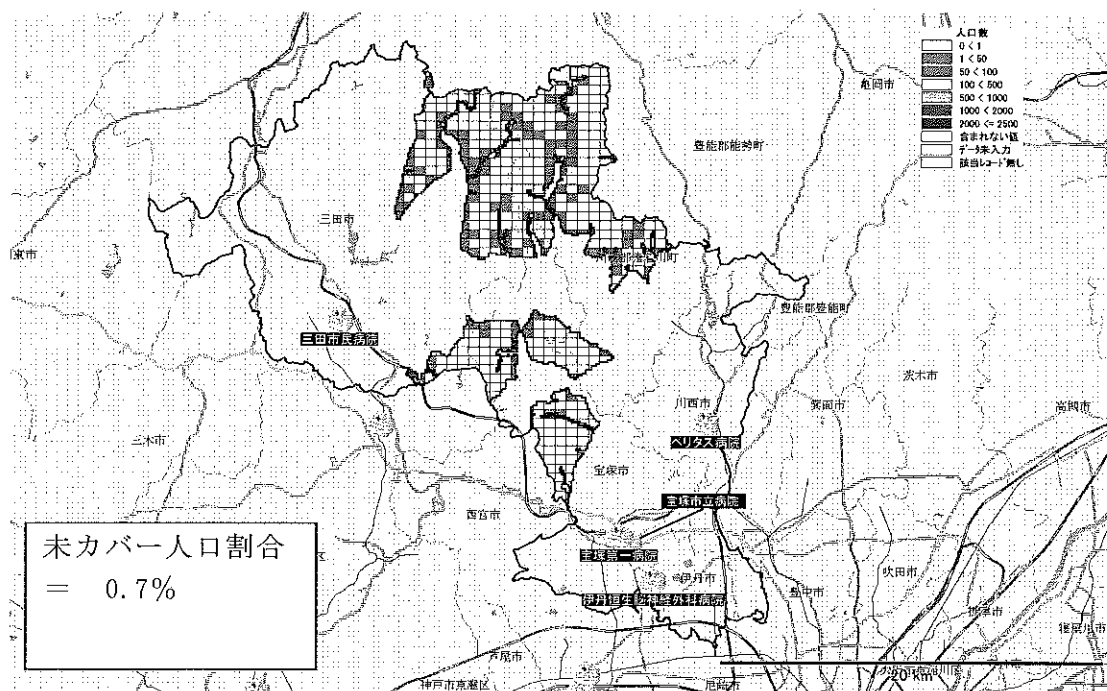 人口数
0 < 1
1 < 50
50 < 100
100 < 500
500 < 1000
1000 < 2000
2000 <= 2500
含まれない値
データ未入力
該当レコード無し
亀岡市
豊能郡能勢町
三田市
豊能郡豊能町
三田市民病院
茨木市
川西市
箕面市
高槻市
三木市
ベリタス病院
宝塚市
宝塚市立病院
西宮市
未カバー人口割合
= 0.7%
宝塚第一病院
伊丹市
吹田市
豊中市
伊丹恒生脳神経外科病院
摂津市
寝屋川市
芦屋市
20 km
神戸市東灘区
尼崎市